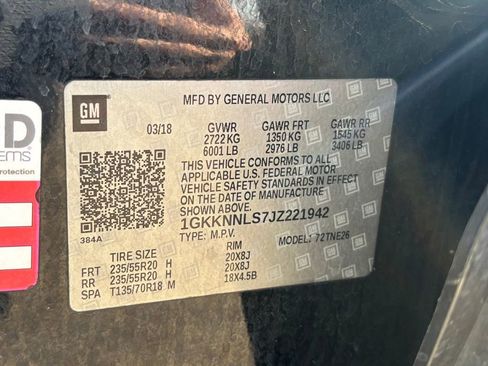 GM
MFD BY GENERAL MOTORS LLC
03/18 GVWR GAWR FRT GAWR RR
2722 KG 1350 KG 1545 KG
6001 LB 2976 LB 3406 LB
THIS VEHICLE CONFORMS TO ALL
APPLICABLE U.S. FEDERAL MOTOR
VEHICLE SAFETY STANDARDS IN EFFECT
ON THE DATE OF MANUFACTURE
SHOWN ABOVE.
1GKKNNLS7JZ221942
384A
TYPE: M.P.V. MODEL: 72TNE26
TIRE SIZE RIM
FRT 235/55R20 H 20X8J
RR 235/55R20 H 20X8J
SPA T135/70R18 M 18X4.5B
D
ems